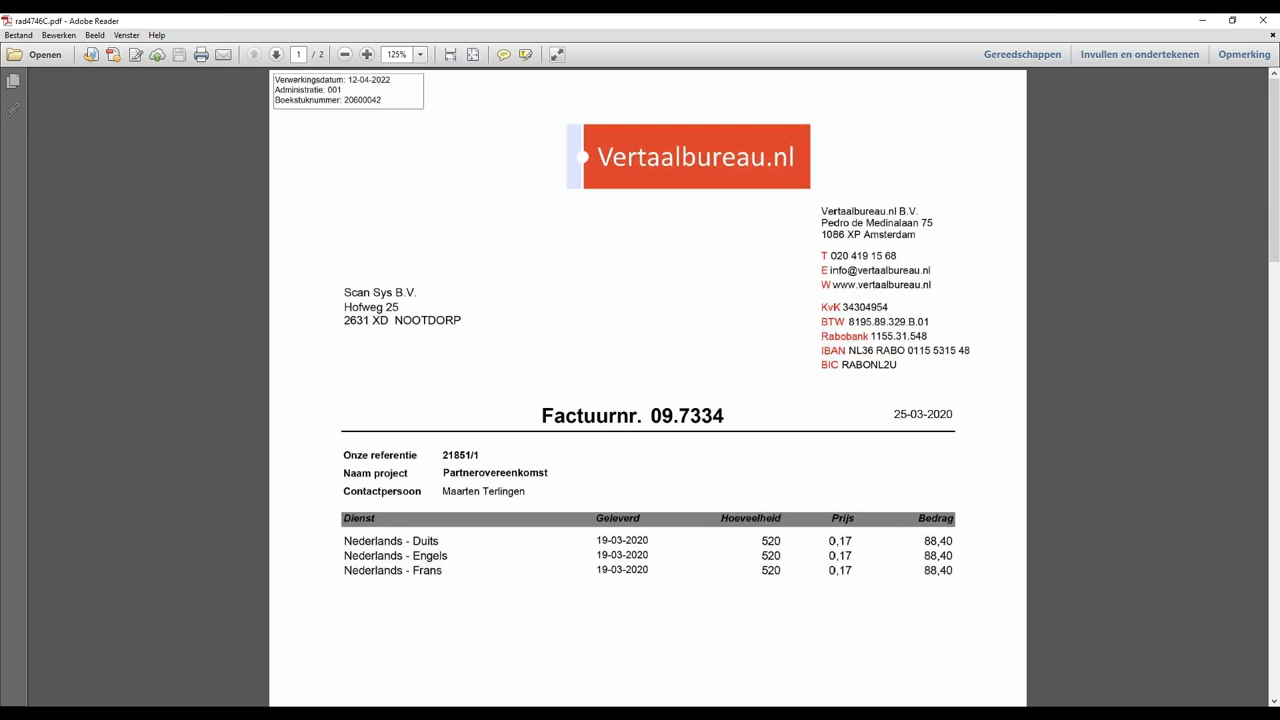 rad4746C.pdf - Adobe Reader
Bestand Bewerken Beeld Venster Help
Openen 1 / 2 125% Gereedschappen Invullen en ondertekenen Opmerking
Verwerkingsdatum: 12-04-2022
Administratie: 001
Boekstuknummer: 20600042
Vertaalbureau.nl
Vertaalbureau.nl B.V.
Pedro de Medinalaan 75
1086 XP Amsterdam
T 020 419 15 68
E info@vertaalbureau.nl
W www.vertaalbureau.nl
Scan Sys B.V.
Hofweg 25
2631 XD NOOTDORP
KvK 34304954
BTW 8195.89.329.B.01
Rabobank 1155.31.548
IBAN NL36 RABO 0115 5315 48
BIC RABONL2U
Factuurnr. 09.7334 25-03-2020
Onze referentie 21851/1
Naam project Partnerovereenkomst
Contactpersoon Maarten Terlingen
Dienst Geleverd Hoeveelheid Prijs Bedrag
Nederlands - Duits 19-03-2020 520 0,17 88,40
Nederlands - Engels 19-03-2020 520 0,17 88,40
Nederlands - Frans 19-03-2020 520 0,17 88,40